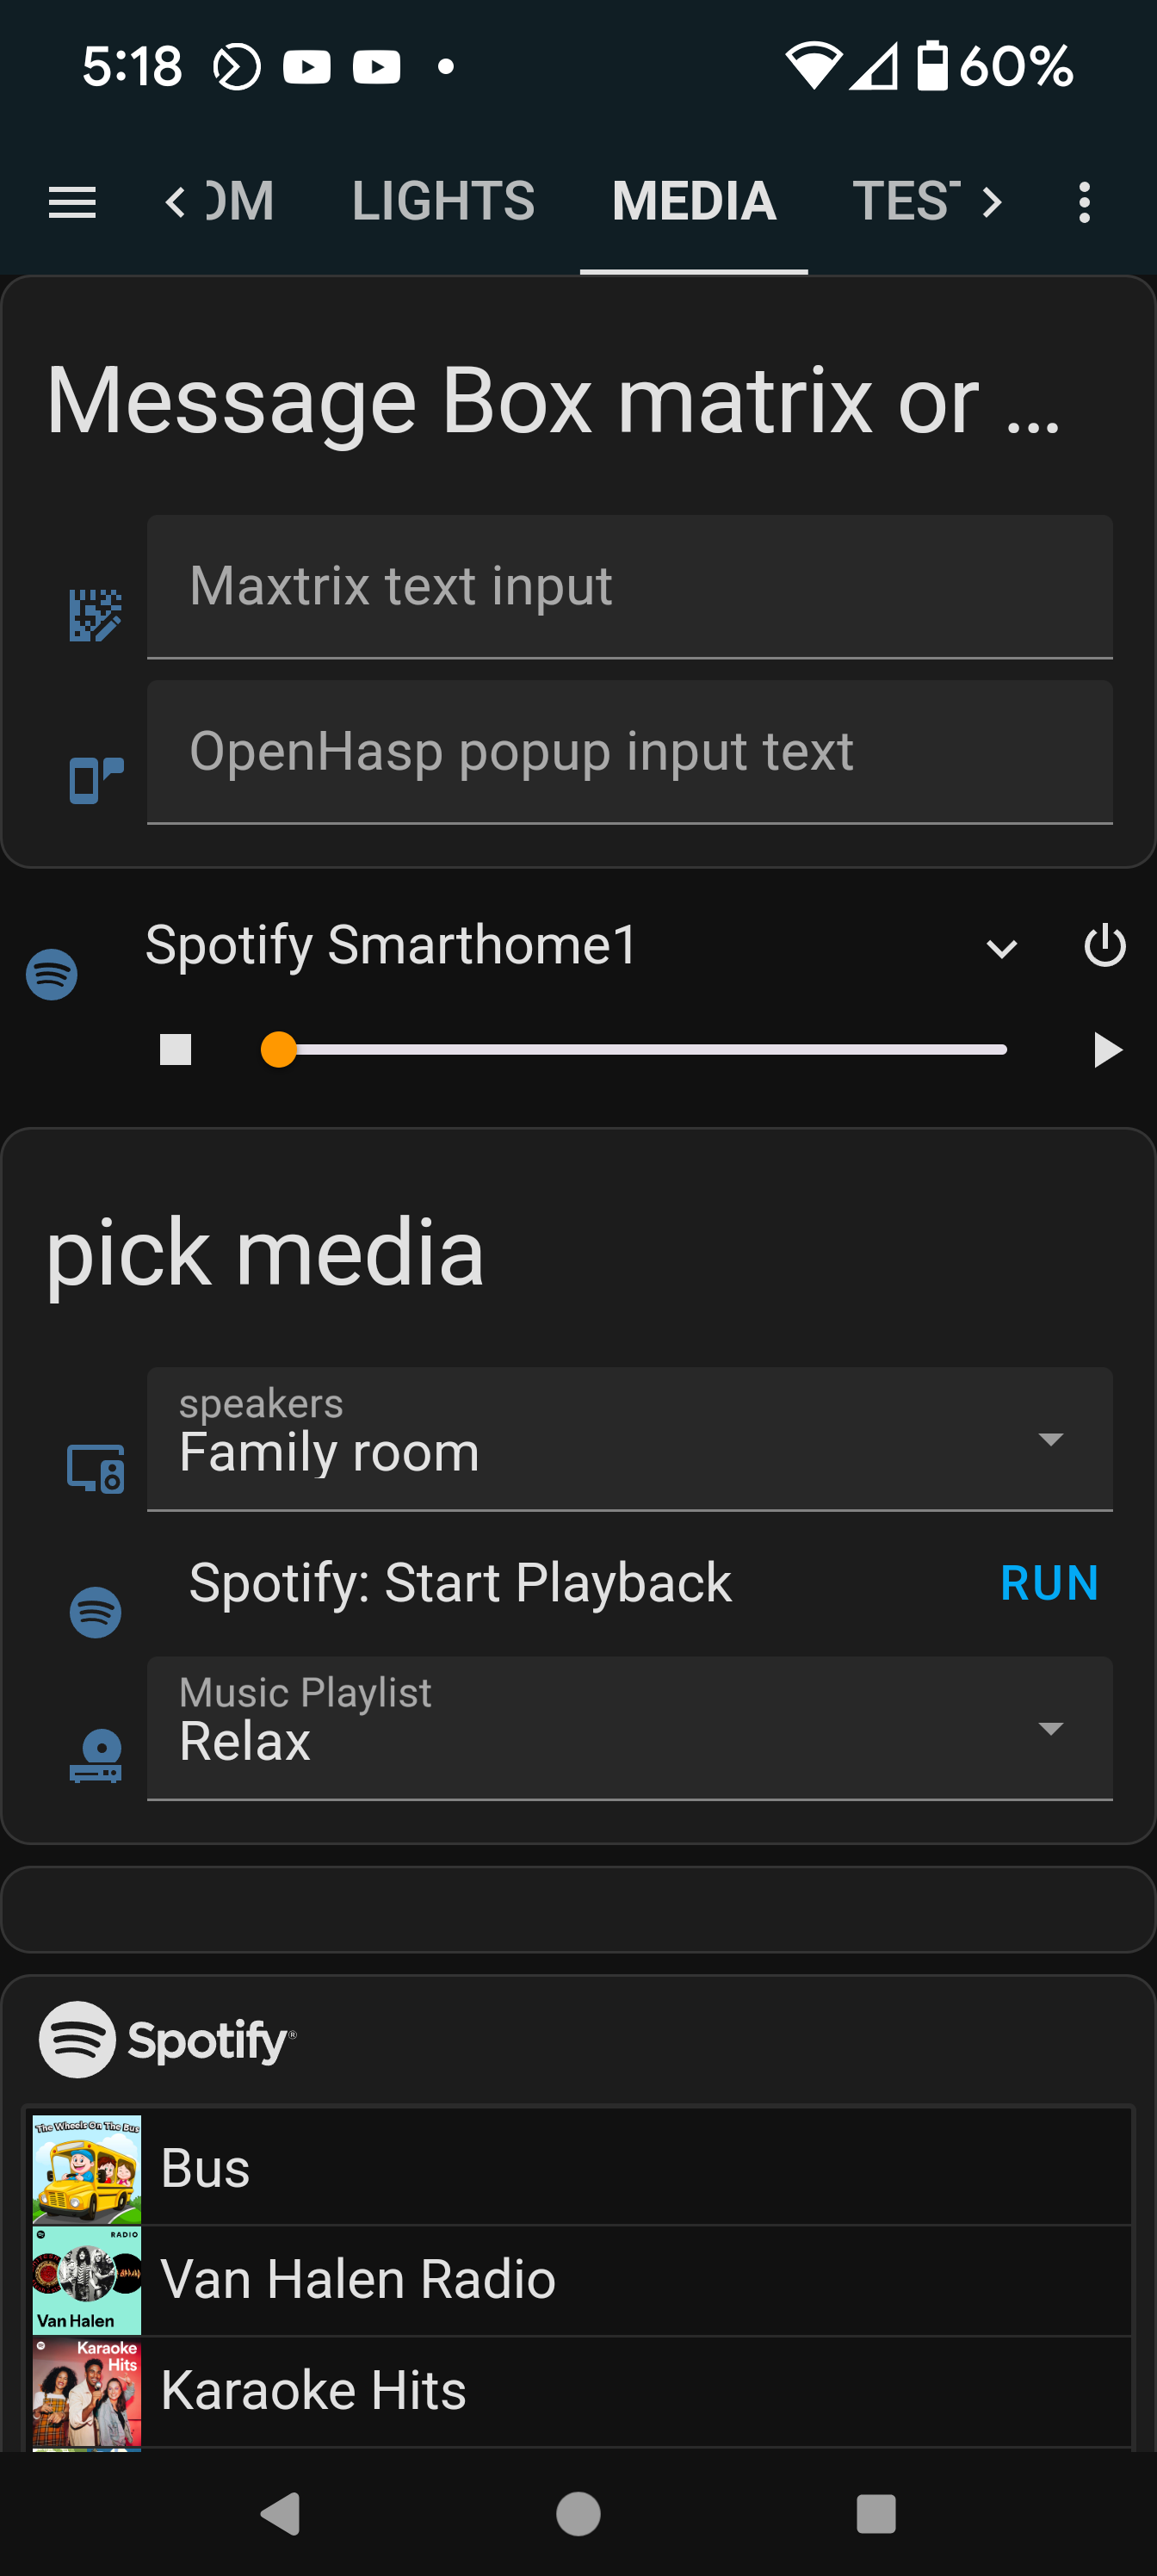 5:18
60%
OM LIGHTS MEDIA TEST
Message Box matrix or ...
Maxtrix text input
OpenHasp popup input text
Spotify Smarthome1
pick media
speakers
Family room
Spotify: Start Playback RUN
Music Playlist
Relax
Spotify®
The Wheels On The Bus
Bus
RADIO
Van Halen
Van Halen Radio
Karaoke
Hits
Karaoke Hits